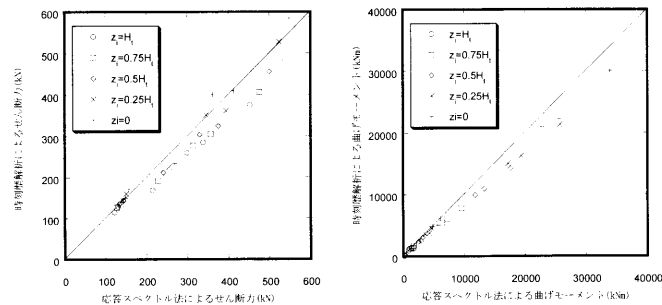 600
500
400
300
200
100
0
時刻歴解析によるせん断力(kN)
z_i=H_t
z_i=0.75H_t
z_i=0.5H_t
z_i=0.25H_t
zi=0
0 100 200 300 400 500 600
応答スペクトル法によるせん断力(kN)
40000
30000
20000
10000
0
時刻歴解析による曲げモーメント(kNm)
z_i=H_t
z_i=0.75H_t
z_i=0.5H_t
z_i=0.25H_t
zi=0
0 10000 20000 30000 40000
応答スペクトル法による曲げモーメント(kNm)